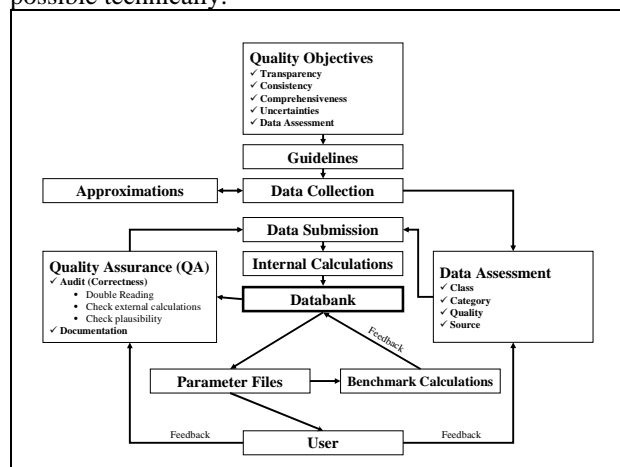 possible technically.
Quality Objectives
✓ Transparency
✓ Consistency
✓ Comprehensiveness
✓ Uncertainties
✓ Data Assessment
Guidelines
Approximations
Data Collection
Data Submission
Internal Calculations
Databank
Quality Assurance (QA)
✓ Audit (Correctness)
• Double Reading
• Check external calculations
• Check plausibility
✓ Documentation
Data Assessment
✓ Class
✓ Category
✓ Quality
✓ Source
Feedback
Parameter Files
Benchmark Calculations
Feedback
User
Feedback